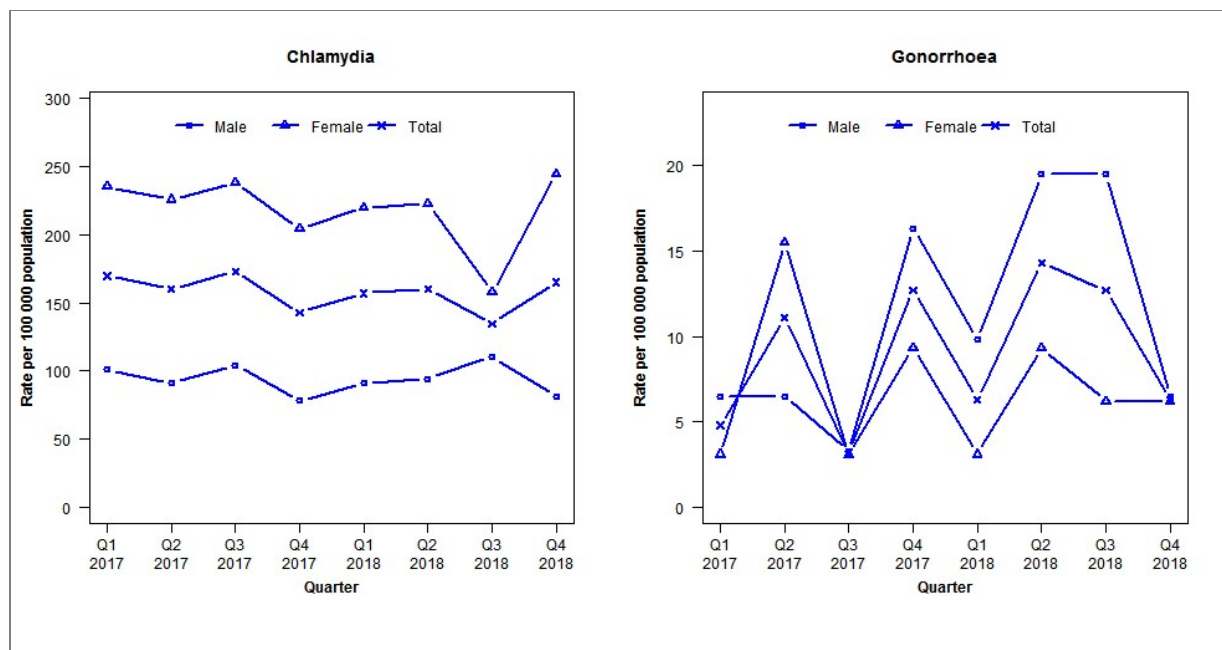 Chlamydia
Rate per 100 000 population
300
250
200
150
100
50
0
Male Female Total
Q1 Q2 Q3 Q4 Q1 Q2 Q3 Q4
2017 2017 2017 2017 2018 2018 2018 2018
Quarter
Gonorrhoea
Rate per 100 000 population
20
15
10
5
0
Male Female Total
Q1 Q2 Q3 Q4 Q1 Q2 Q3 Q4
2017 2017 2017 2017 2018 2018 2018 2018
Quarter